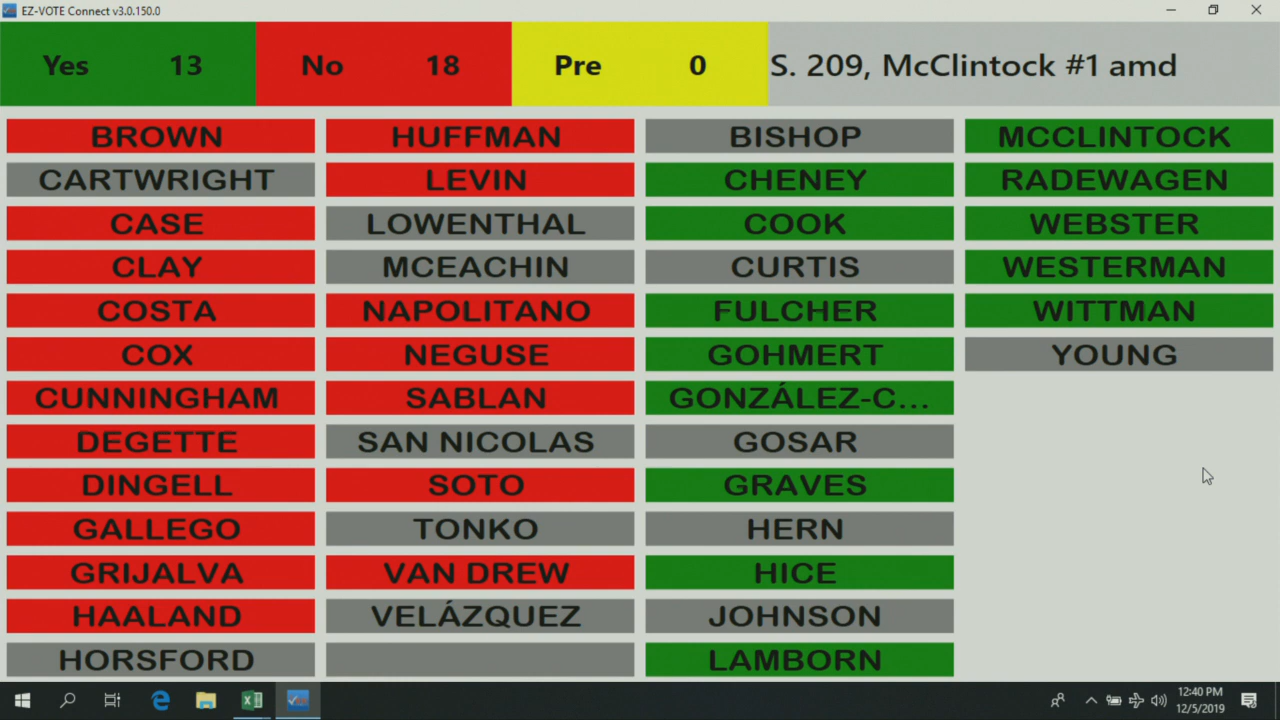 EZ-VOTE Connect v3.0.150.0
Yes 13 No 18 Pre 0 S. 209, McClintock #1 amd
BROWN HUFFMAN BISHOP MCCLINTOCK
CARTWRIGHT LEVIN CHENEY RADEWAGEN
CASE LOWENTHAL COOK WEBSTER
CLAY MCEACHIN CURTIS WESTERMAN
COSTA NAPOLITANO FULCHER WITTMAN
COX NEGUSE GOHMERT YOUNG
CUNNINGHAM SABLAN GONZÁLEZ-C...
DEGETTE SAN NICOLAS GOSAR
DINGELL SOTO GRAVES
GALLEGO TONKO HERN
GRIJALVA VAN DREW HICE
HAALAND VELÁZQUEZ JOHNSON
HORSFORD LAMBORN
12:40 PM
12/5/2019